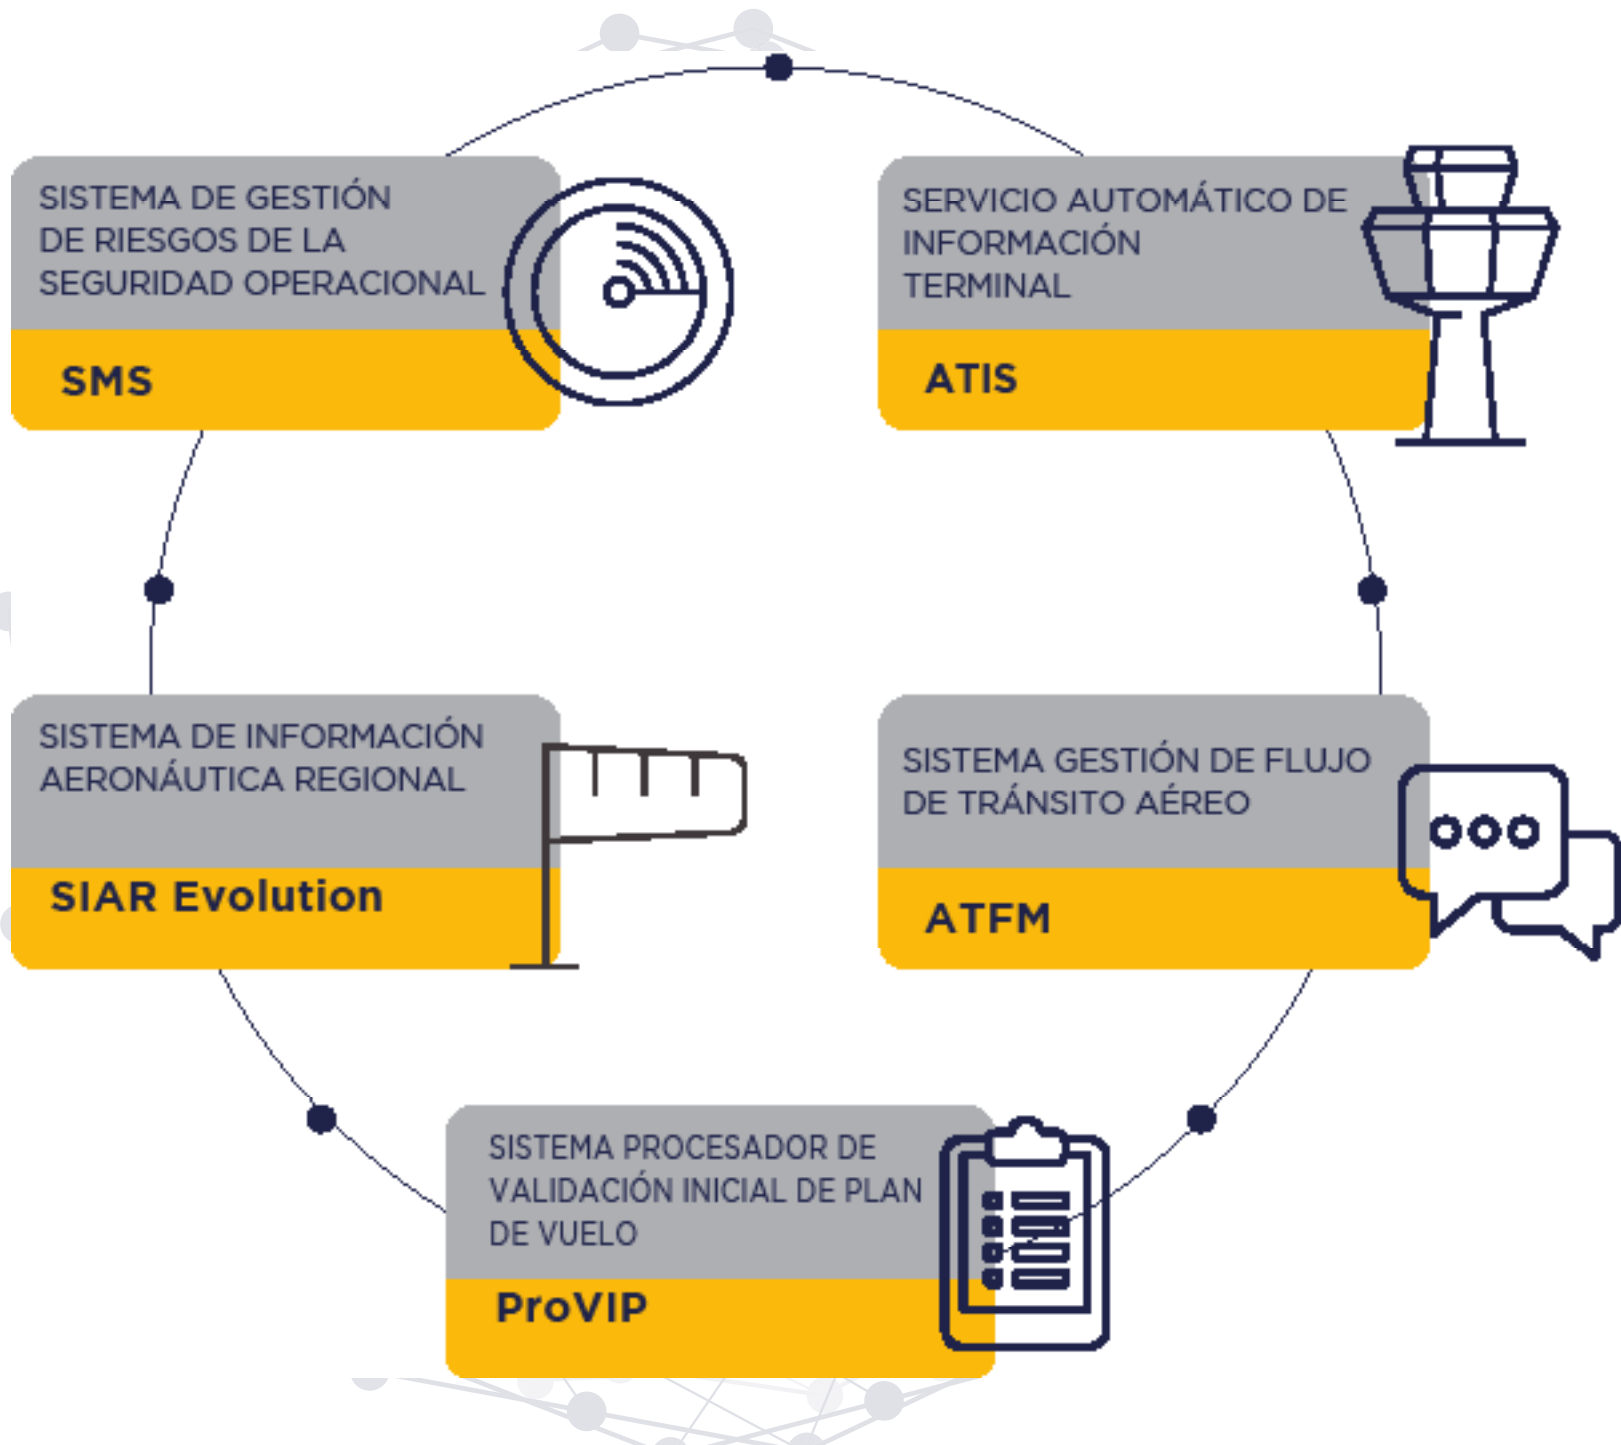 SISTEMA DE GESTIÓN
DE RIESGOS DE LA
SEGURIDAD OPERACIONAL
SMS
SERVICIO AUTOMÁTICO DE
INFORMACIÓN
TERMINAL
ATIS
SISTEMA DE INFORMACIÓN
AERONÁUTICA REGIONAL
SIAR Evolution
SISTEMA GESTIÓN DE FLUJO
DE TRÁNSITO AÉREO
ATFM
SISTEMA PROCESADOR DE
VALIDACIÓN INICIAL DE PLAN
DE VUELO
ProVIP